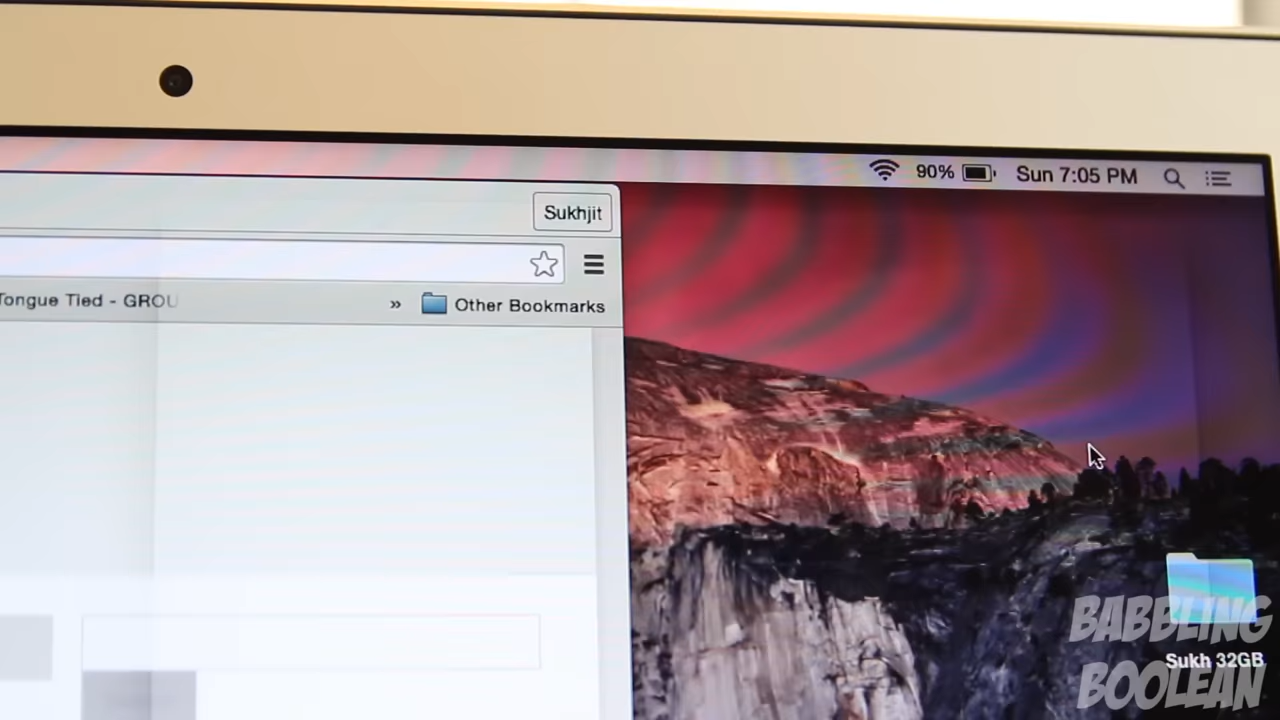 90%
Sun 7:05 PM
Sukhjit
Tongue Tied - GROU
»
Other Bookmarks
Sukh 32GB
BABBLING
BOOLEAN